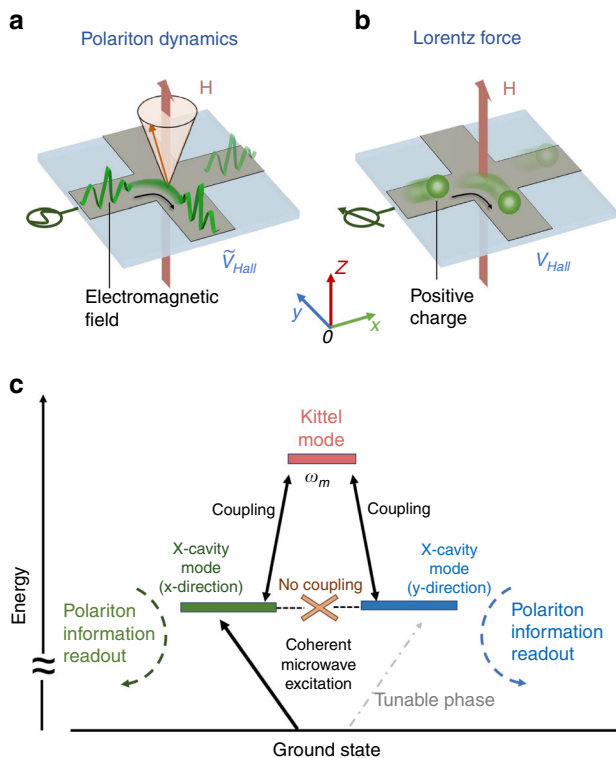 a
Polariton dynamics
H
Ṽ_Hall
Electromagnetic
field
b
Lorentz force
H
V_Hall
Positive
charge
Z
y
0
x
c
Energy
Kittel
mode
ω_m
Coupling
Coupling
X-cavity
mode
(x-direction)
No coupling
X-cavity
mode
(y-direction)
Polariton
information
readout
Coherent
microwave
excitation
Polariton
information
readout
Tunable phase
Ground state